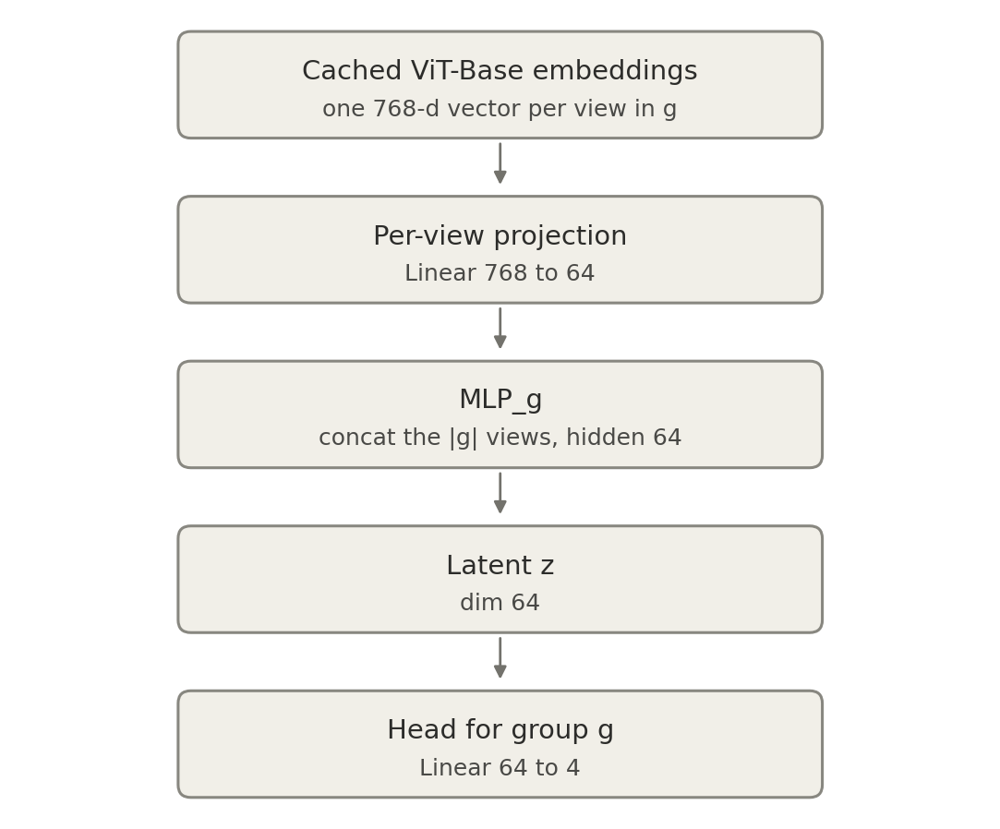 Cached ViT-Base embeddings
one 768-d vector per view in g
Per-view projection
Linear 768 to 64
MLP_g
concat the |g| views, hidden 64
Latent z
dim 64
Head for group g
Linear 64 to 4